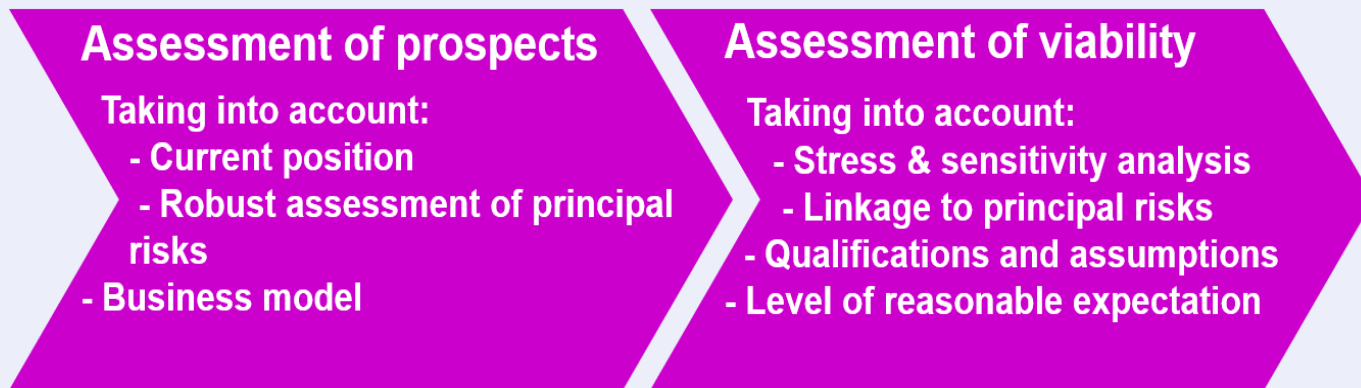 Assessment of prospects
Taking into account:
- Current position
- Robust assessment of principal
risks
- Business model
Assessment of viability
Taking into account:
- Stress & sensitivity analysis
- Linkage to principal risks
- Qualifications and assumptions
- Level of reasonable expectation